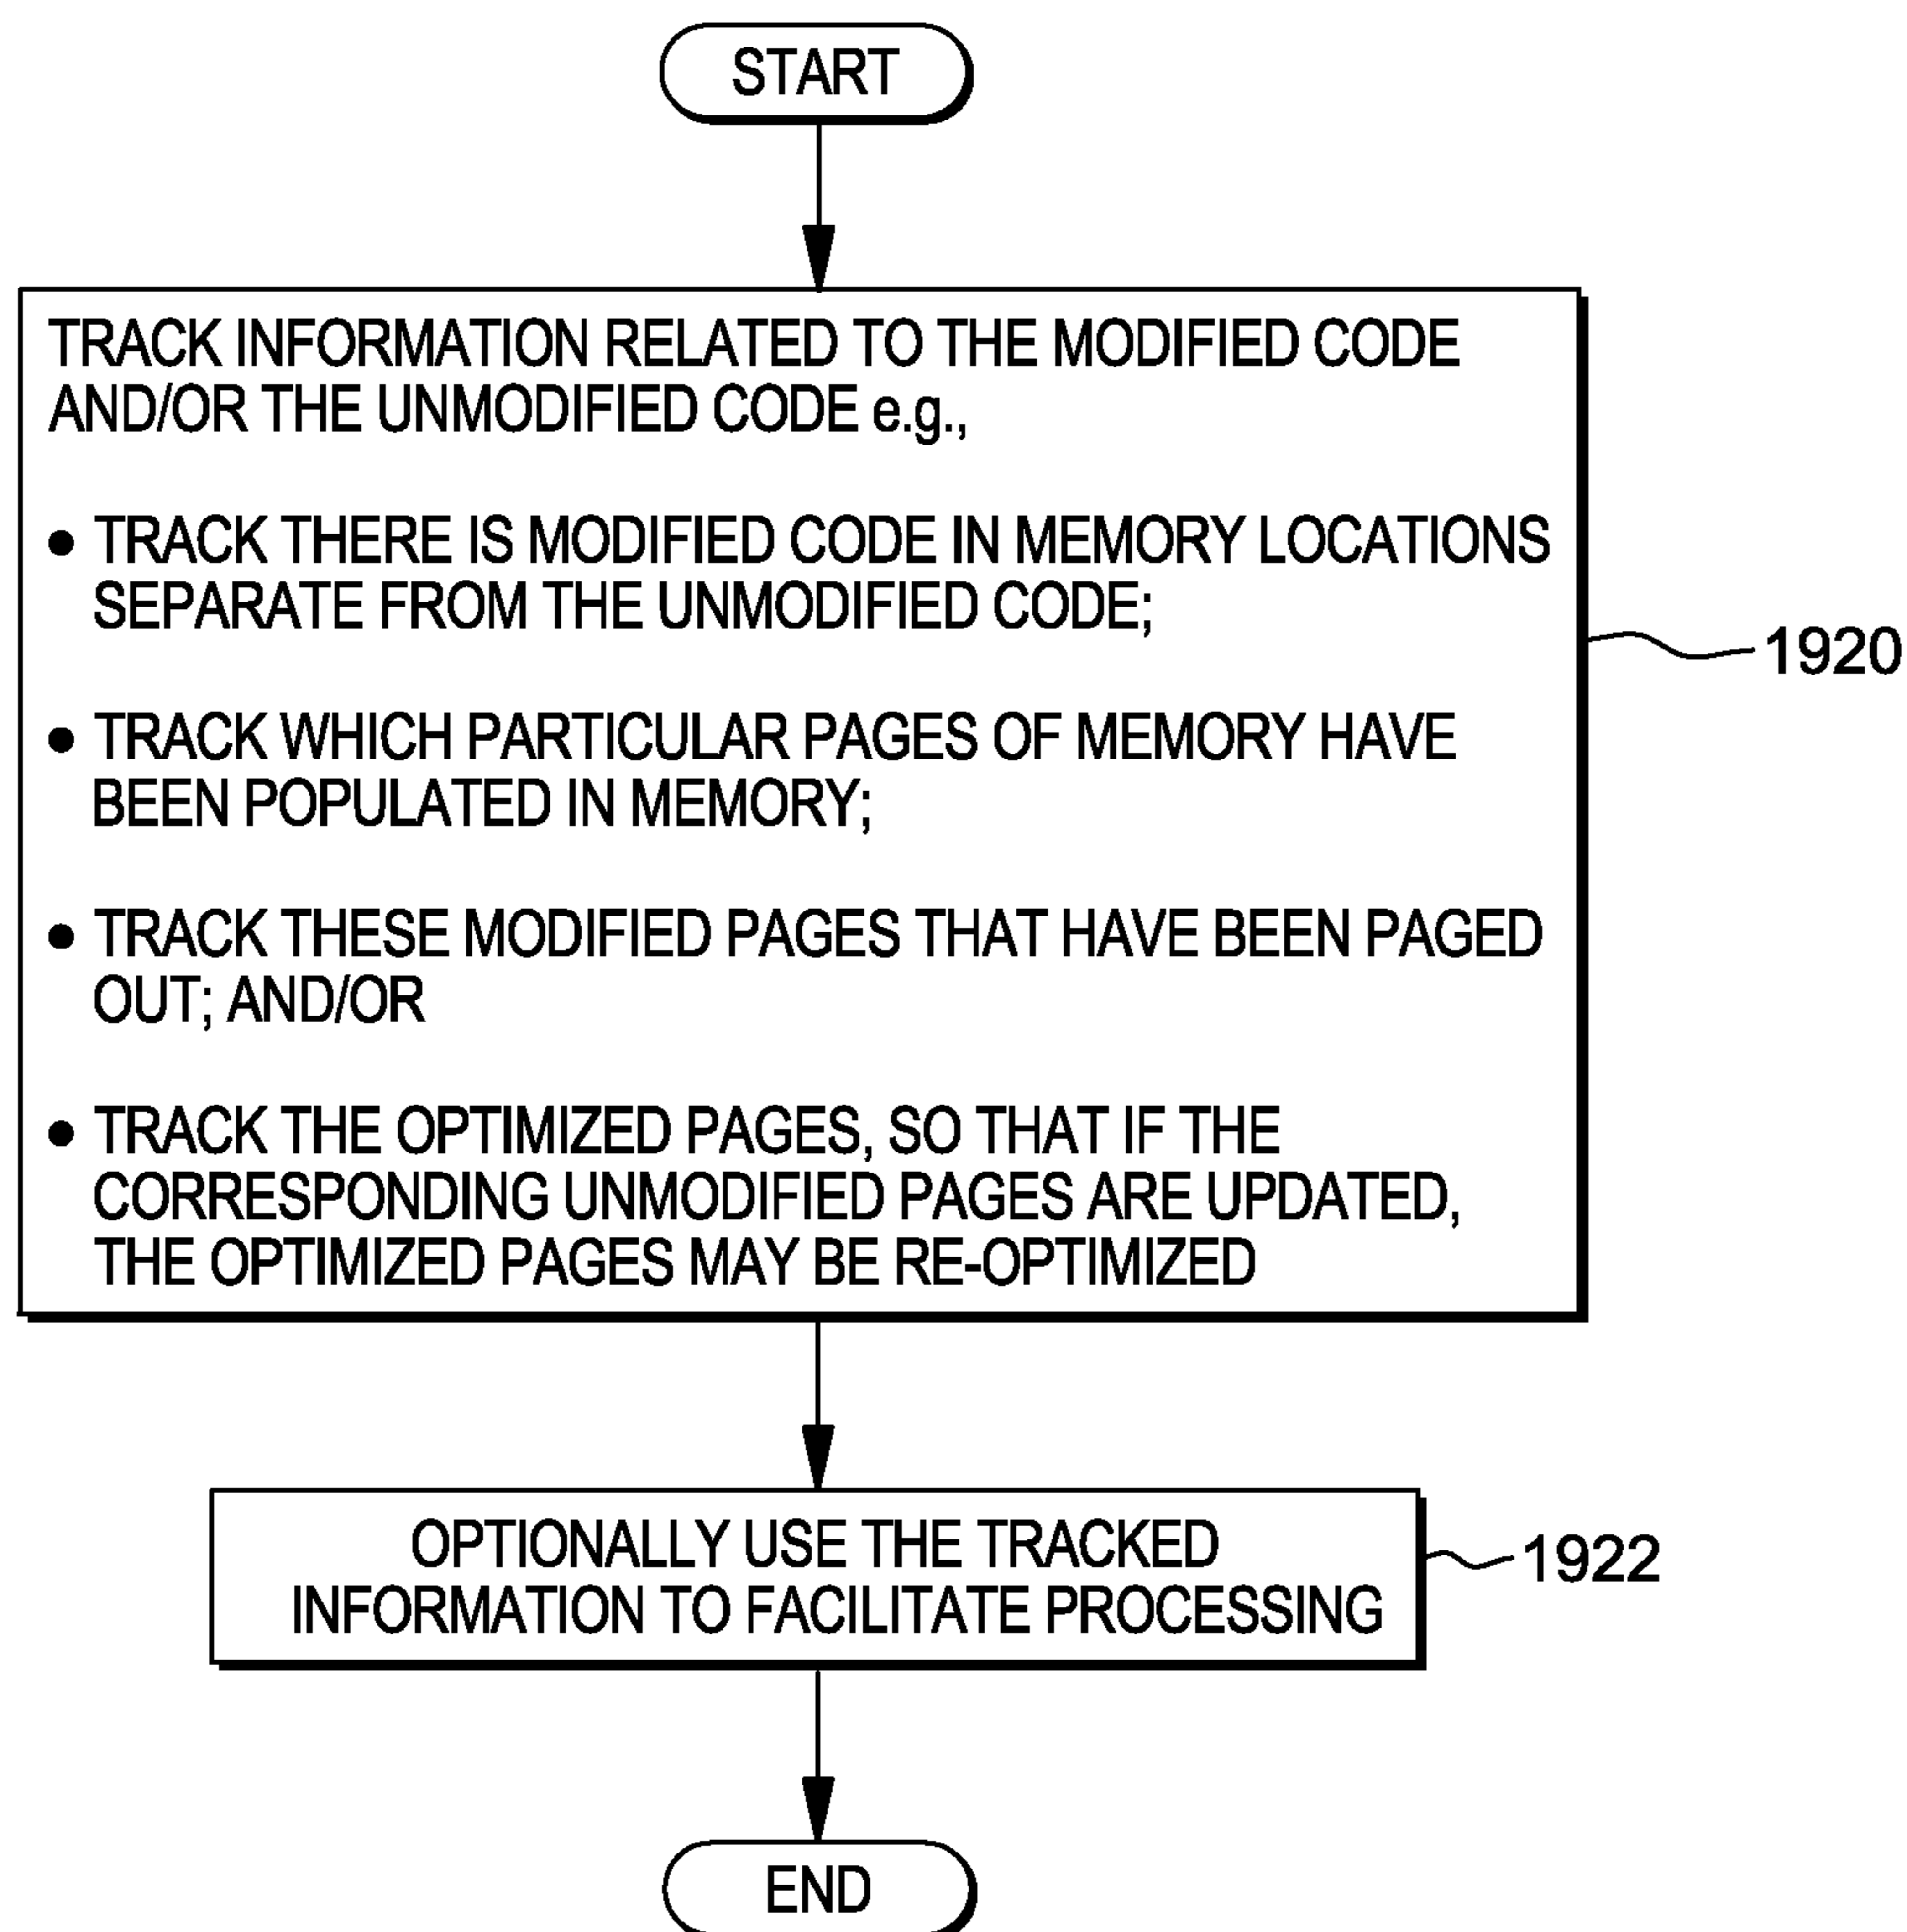 START
TRACK INFORMATION RELATED TO THE MODIFIED CODE
AND/OR THE UNMODIFIED CODE e.g.,
● TRACK THERE IS MODIFIED CODE IN MEMORY LOCATIONS
SEPARATE FROM THE UNMODIFIED CODE;
1920
● TRACK WHICH PARTICULAR PAGES OF MEMORY HAVE
BEEN POPULATED IN MEMORY;
● TRACK THESE MODIFIED PAGES THAT HAVE BEEN PAGED
OUT; AND/OR
● TRACK THE OPTIMIZED PAGES, SO THAT IF THE
CORRESPONDING UNMODIFIED PAGES ARE UPDATED,
THE OPTIMIZED PAGES MAY BE RE-OPTIMIZED
OPTIONALLY USE THE TRACKED
INFORMATION TO FACILITATE PROCESSING
1922
END